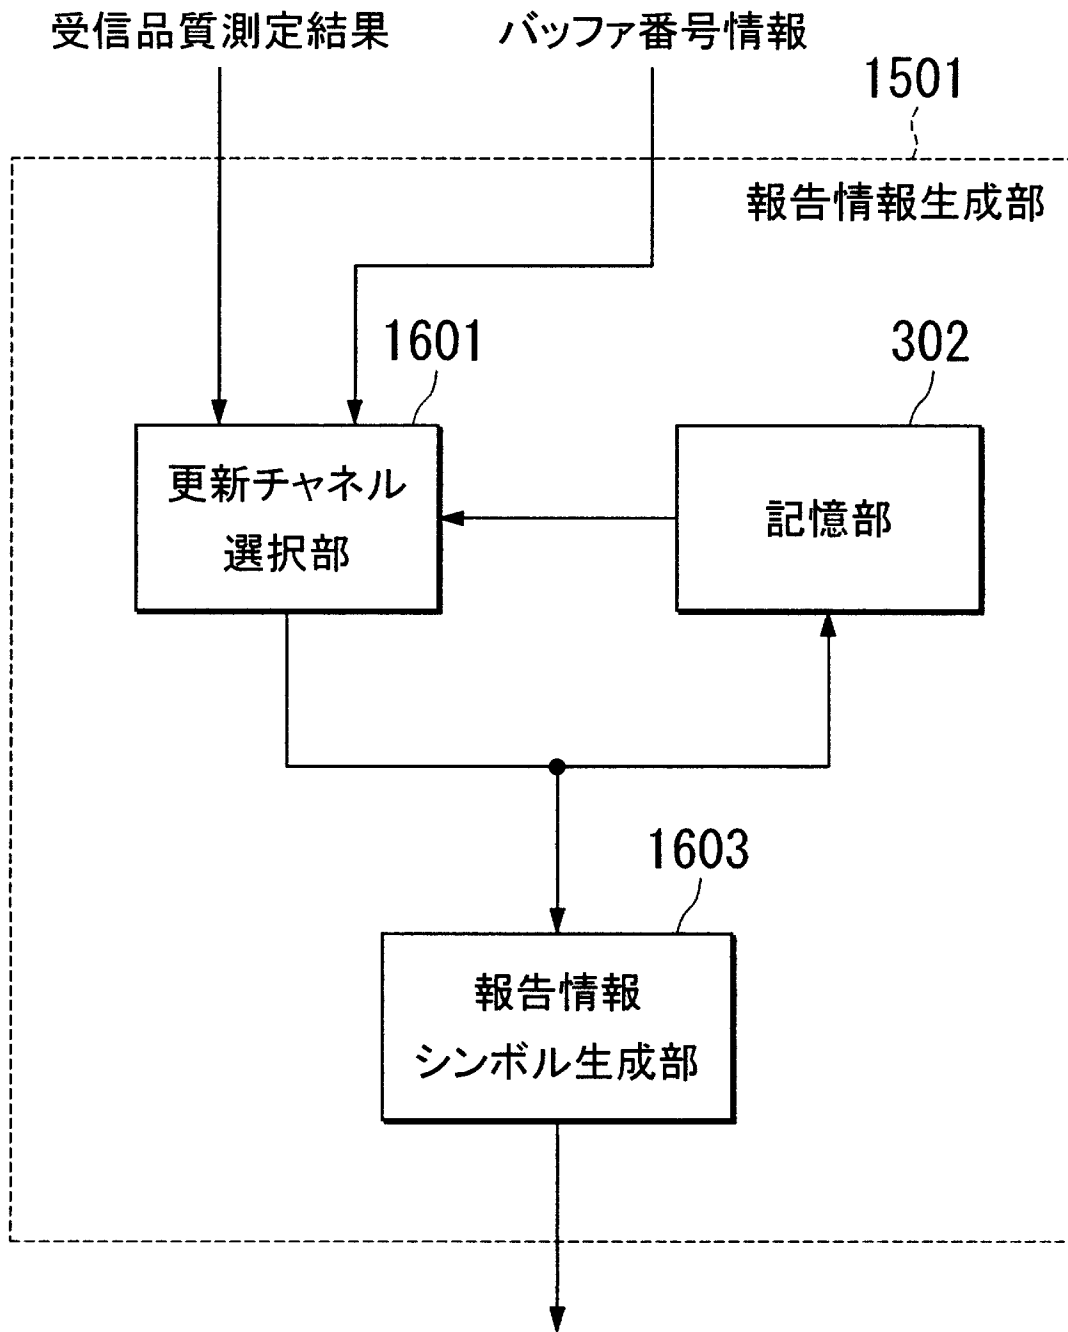 受信品質測定結果
バッファ番号情報
1501
報告情報生成部
1601
302
更新チャネル
選択部
記憶部
1603
報告情報
シンボル生成部